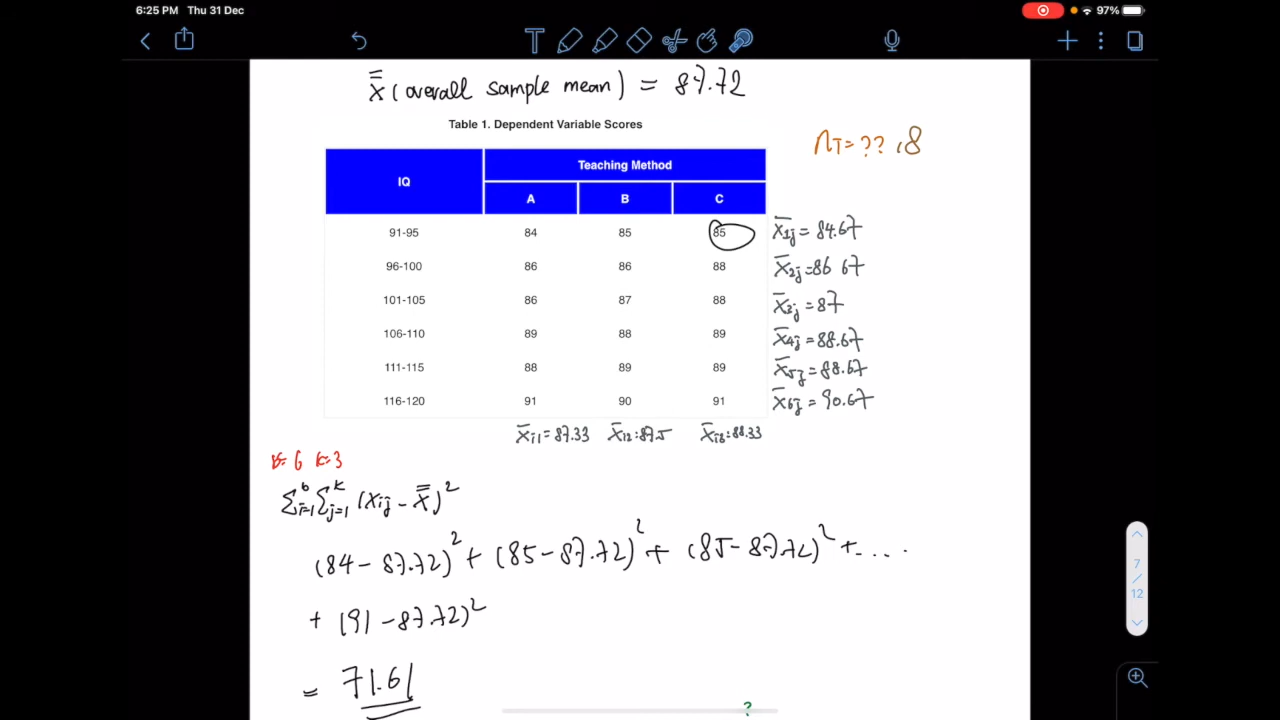 6:25 PM Thu 31 Dec
97%
x̿ (overall sample mean) = 87.72
Table 1. Dependent Variable Scores
n_T = ?? 18
IQ Teaching Method
A B C
91-95 84 85 85 x̄1j = 84.67
96-100 86 86 88 x̄2j = 86 67
101-105 86 87 88 x̄3j = 87
106-110 89 88 89 x̄4j = 88.67
111-115 88 89 89 x̄5j = 88.67
116-120 91 90 91 x̄6j = 90.67
x̄i1 = 87.33 x̄i2 = 87.5 x̄i3 = 88.33
b = 6 k = 3
Σ_{i=1}^{b} Σ_{j=1}^{k} (xij - x̿)²
(84 - 87.72)² + (85 - 87.72)² + (85 - 87.72)² + ....
+ (91 - 87.72)²
= 71.61
7
/
12
?